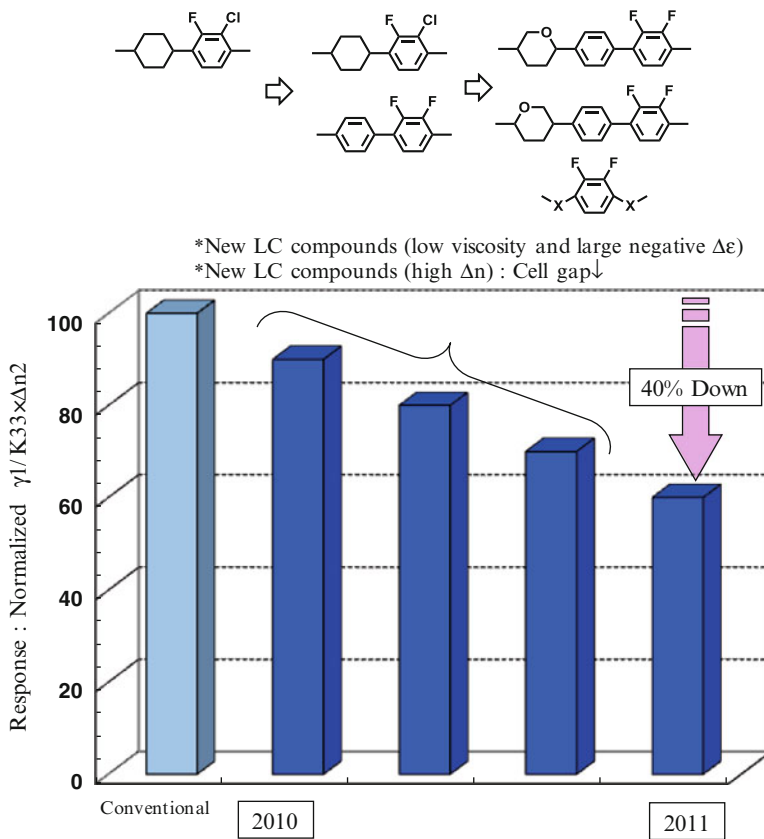 F Cl
F Cl
F F
F F
O
F F
O
F F
X X
*New LC compounds (low viscosity and large negative Δε)
*New LC compounds (high Δn) : Cell gap↓
Response : Normalized γ1/K33×Δn2
100
80
60
40
20
0
40% Down
Conventional
2010
2011